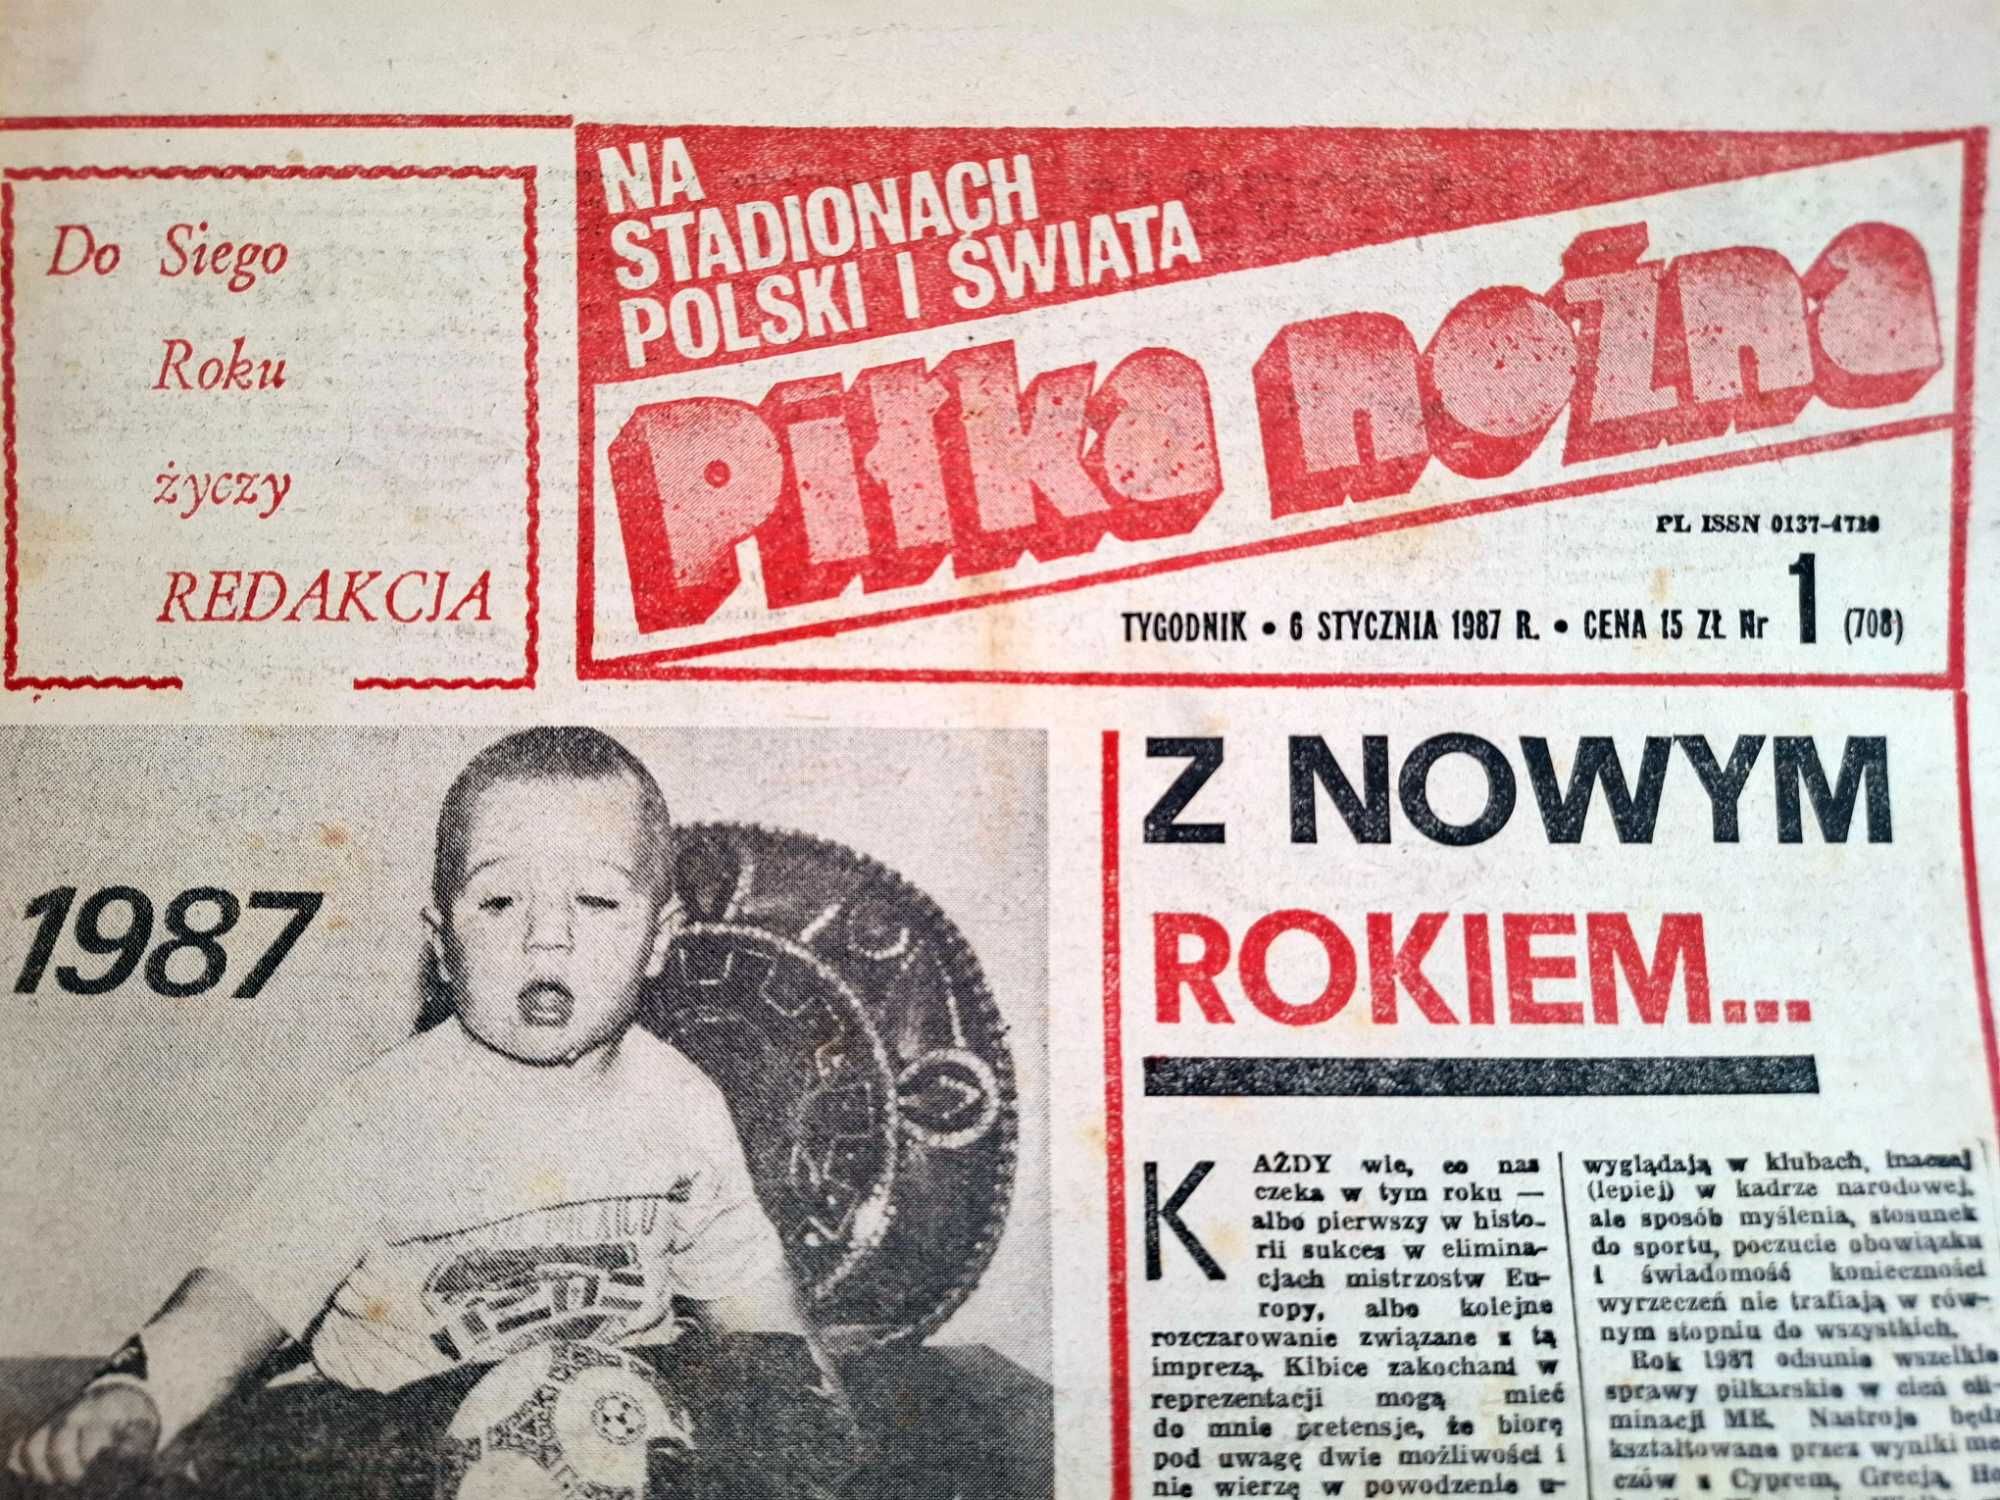 Do Siego
Roku
życzy
REDAKCJA
NA
STADIONACH
POLSKI I ŚWIATA
Piłka nożna
PL ISSN 0137-4720
TYGODNIK • 6 STYCZNIA 1987 R. • CENA 15 ZŁ Nr 1 (708)
1987
MEXICO
Z NOWYM
ROKIEM...
KAŻDY wie, co nas
czeka w tym roku —
albo pierwszy w histo-
rii sukces w elimina-
cjach mistrzostw Eu-
ropy, albo kolejne
rozczarowanie związane z tą
imprezą. Kibice zakochani w
reprezentacji mogą mieć
do mnie pretensje, że biorę
pod uwagę dwie możliwości i
nie wierzę w powodzenie u-
wyglądają w klubach, inaczej
(lepiej) w kadrze narodowej,
ale sposób myślenia, stosunek
do sportu, poczucie obowiązku
i świadomość konieczności
wyrzeczeń nie trafiają w rów-
nym stopniu do wszystkich.
Rok 1987 odsunie wszelkie
sprawy piłkarskie w cień eli-
minacji ME. Nastroje będą
kształtowane przez wyniki me-
czów z Cyprem, Grecją, Ho-